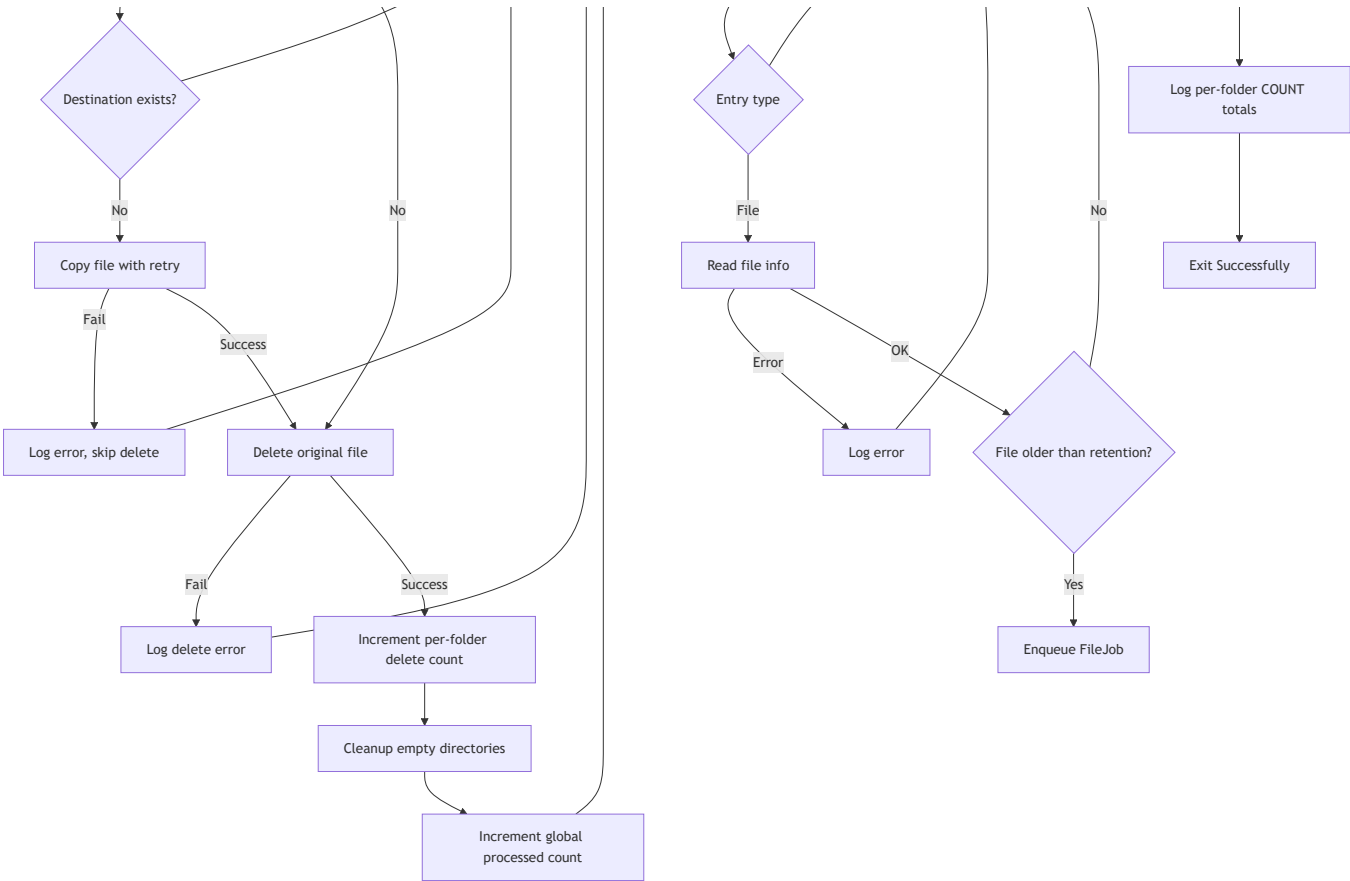 Destination exists?
Entry type
Log per-folder COUNT
totals
No
No
File
No
Copy file with retry
Read file info
Exit Successfully
Fail
Success
OK
Error
Log error, skip delete
Delete original file
Log error
File older than retention?
Fail
Success
Yes
Log delete error
Increment per-folder
delete count
Enqueue FileJob
Cleanup empty directories
Increment global
processed count